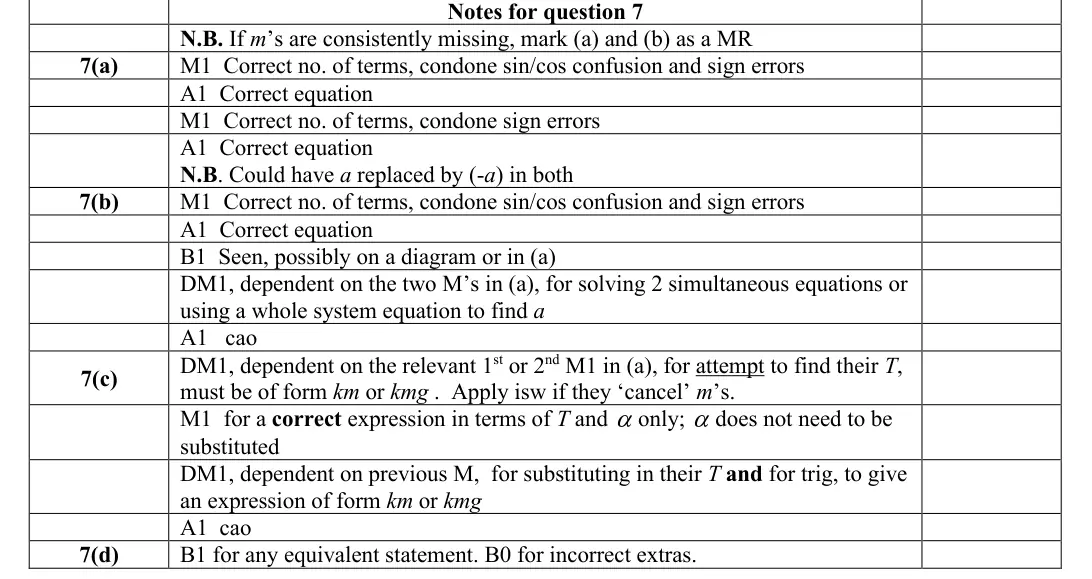 Notes for question 7
N.B. If m’s are consistently missing, mark (a) and (b) as a MR
7(a) M1 Correct no. of terms, condone sin/cos confusion and sign errors
A1 Correct equation
M1 Correct no. of terms, condone sign errors
A1 Correct equation
N.B. Could have a replaced by (-a) in both
7(b) M1 Correct no. of terms, condone sin/cos confusion and sign errors
A1 Correct equation
B1 Seen, possibly on a diagram or in (a)
DM1, dependent on the two M’s in (a), for solving 2 simultaneous equations or
using a whole system equation to find a
A1 cao
7(c) DM1, dependent on the relevant 1st or 2nd M1 in (a), for attempt to find their T,
must be of form km or kmg . Apply isw if they ‘cancel’ m’s.
M1 for a correct expression in terms of T and α only; α does not need to be
substituted
DM1, dependent on previous M, for substituting in their T and for trig, to give
an expression of form km or kmg
A1 cao
7(d) B1 for any equivalent statement. B0 for incorrect extras.